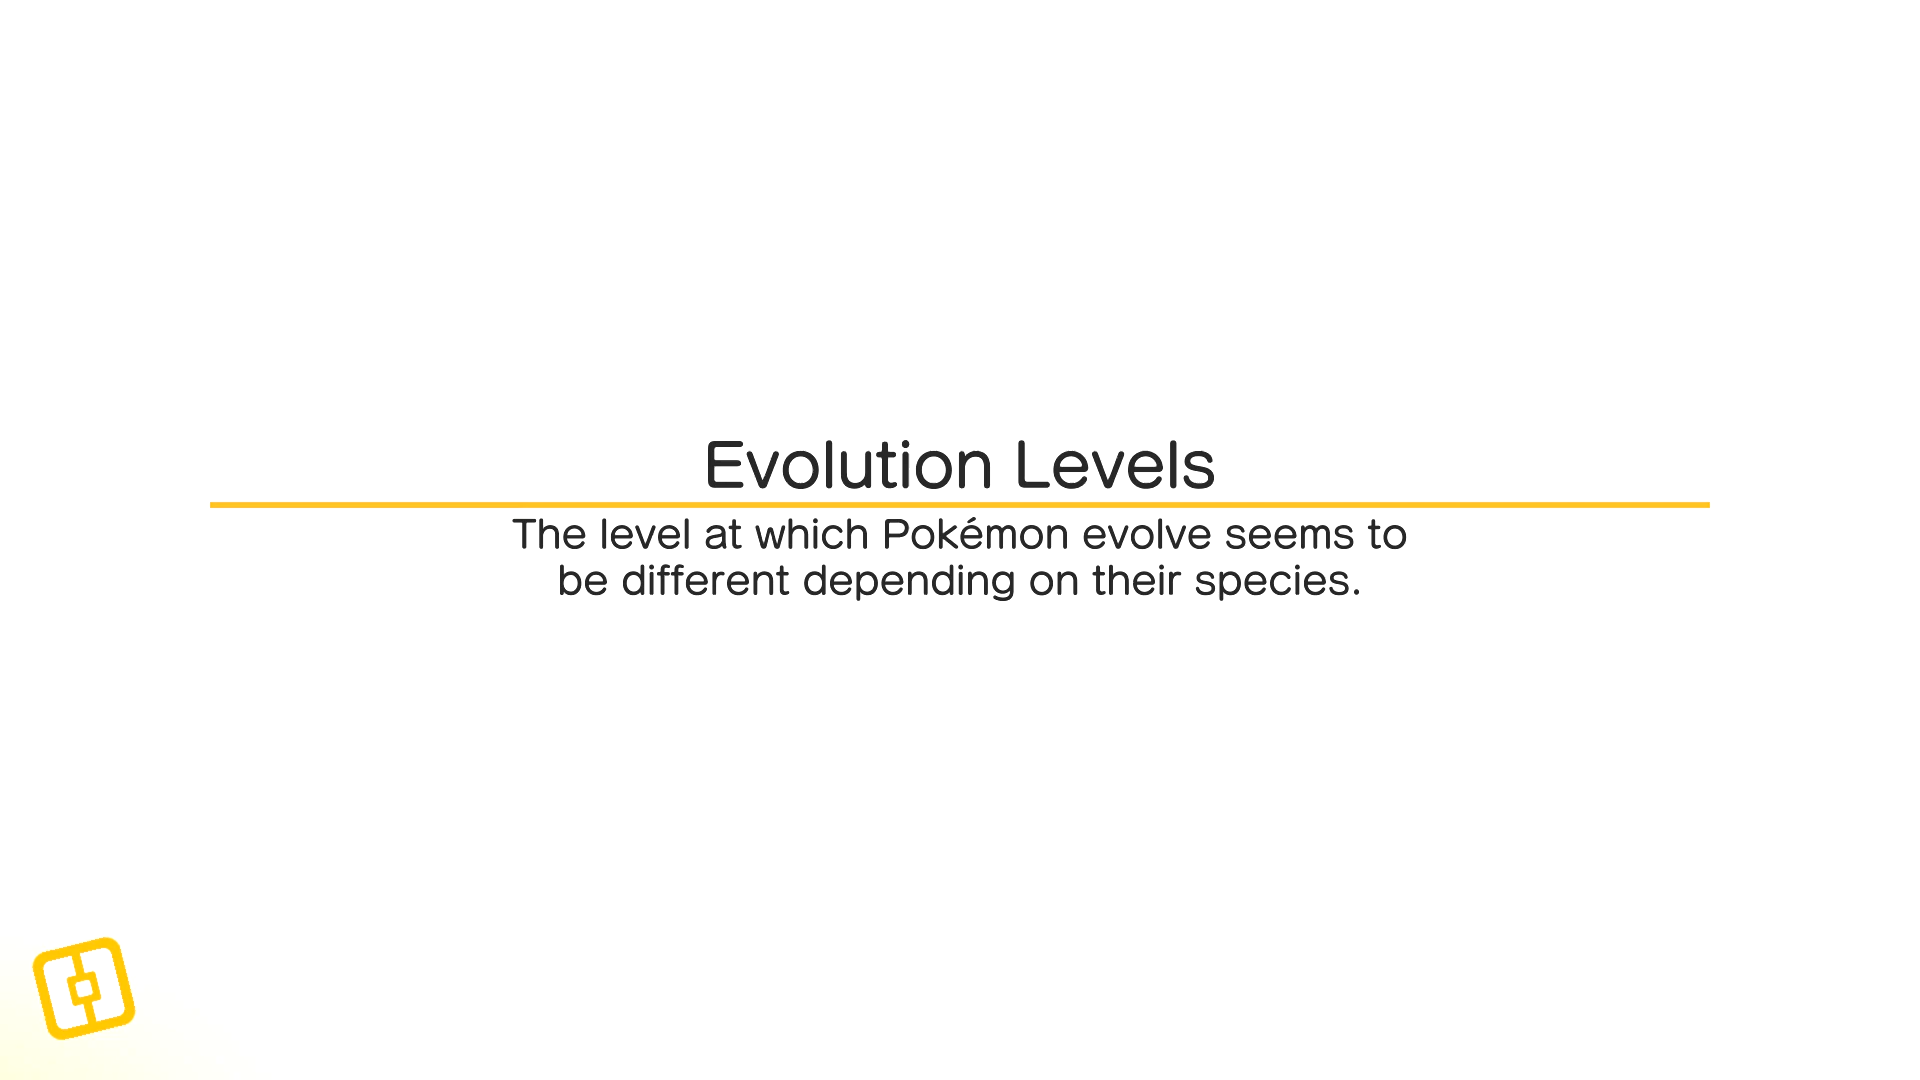 Evolution Levels
The level at which Pokémon evolve seems to
be different depending on their species.